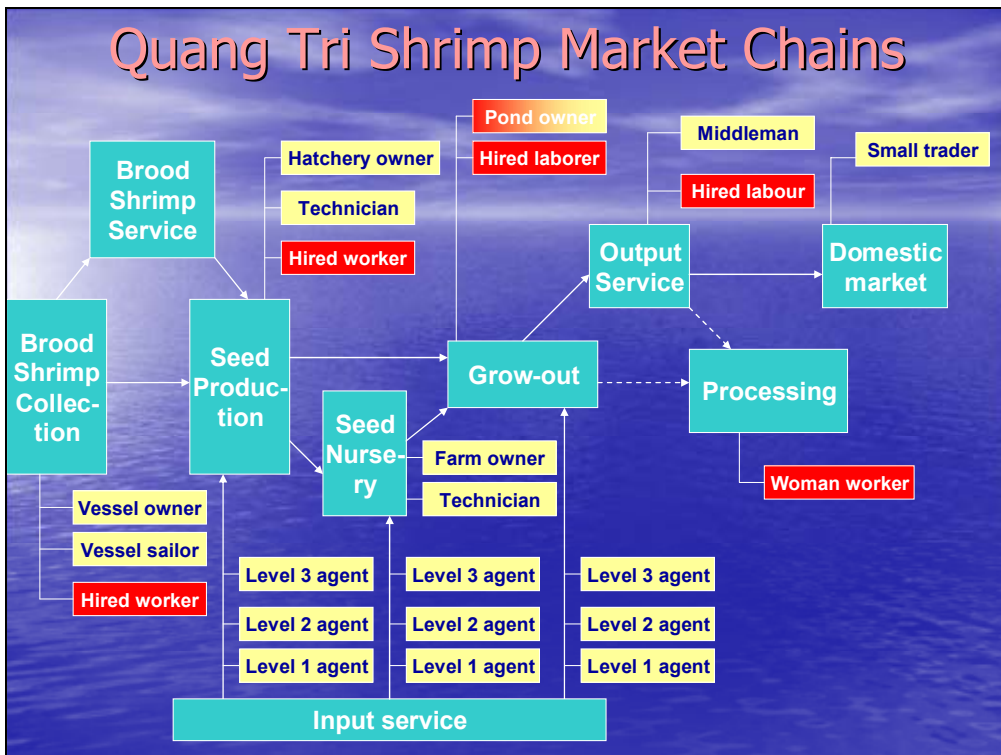 Quang Tri Shrimp Market Chains
Pond owner
Hired laborer
Middleman
Hired labour
Small trader
Hatchery owner
Technician
Hired worker
Brood
Shrimp
Service
Output
Service
Domestic
market
Brood
Shrimp
Collec-
tion
Seed
Produc-
tion
Grow-out
Processing
Seed
Nurse-
ry
Farm owner
Technician
Woman worker
Vessel owner
Vessel sailor
Hired worker
Level 3 agent
Level 3 agent
Level 3 agent
Level 2 agent
Level 2 agent
Level 2 agent
Level 1 agent
Level 1 agent
Level 1 agent
Input service